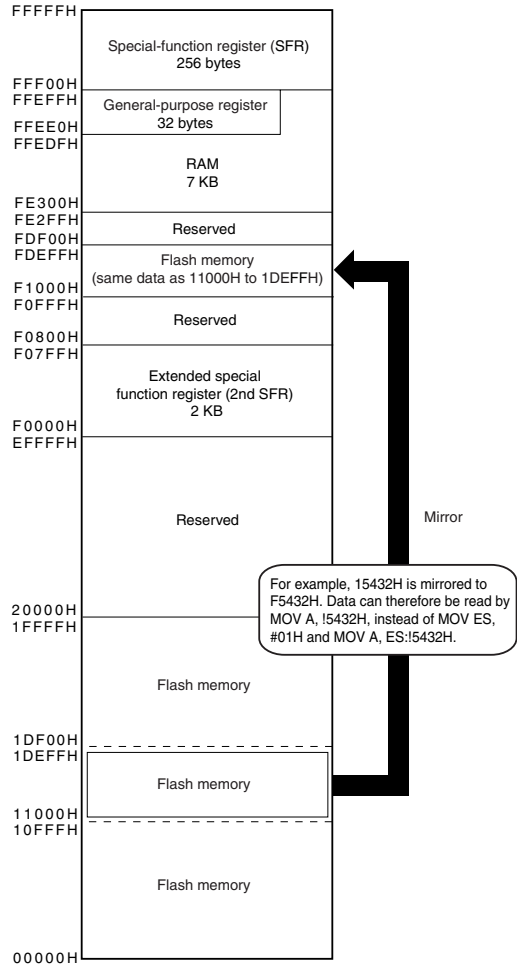 FFFFFH
Special-function register (SFR)
256 bytes
FFF00H
FFEFFH
General-purpose register
32 bytes
FFEE0H
FFEDFH
RAM
7 KB
FE300H
FE2FFH
Reserved
FDF00H
FDEFFH
Flash memory
(same data as 11000H to 1DEFFH)
F1000H
F0FFFH
Reserved
F0800H
F07FFH
Extended special
function register (2nd SFR)
2 KB
F0000H
EFFFFH
Reserved
Mirror
For example, 15432H is mirrored to
F5432H. Data can therefore be read by
MOV A, !5432H, instead of MOV ES,
#01H and MOV A, ES:!5432H.
20000H
1FFFFH
Flash memory
1DF00H
1DEFFH
Flash memory
11000H
10FFFH
Flash memory
00000H